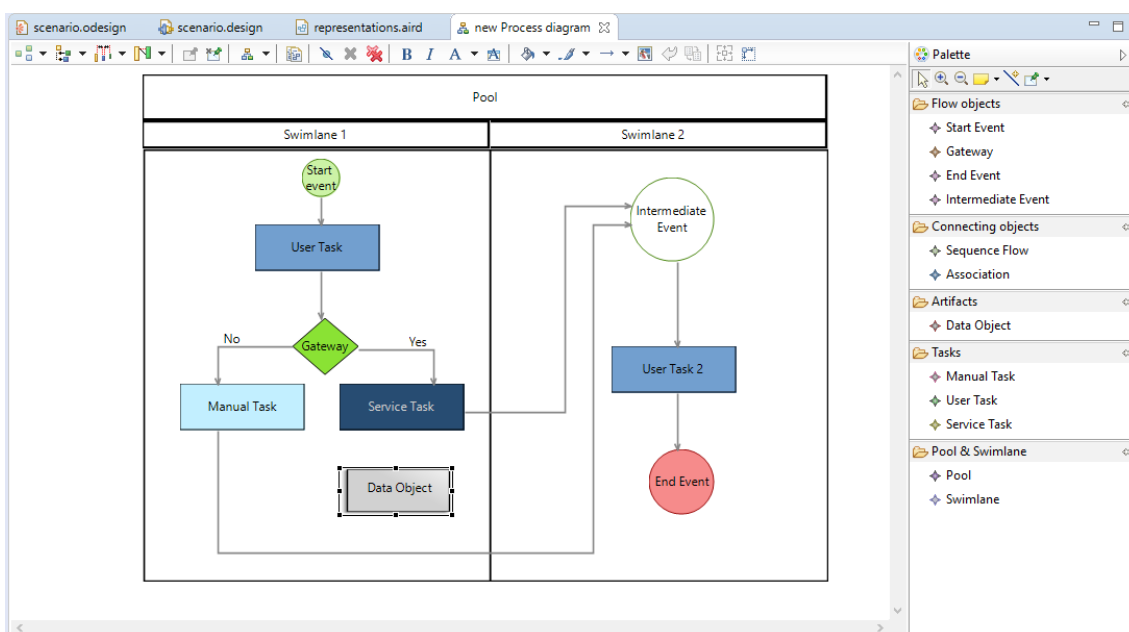 scenario.odesign
scenario.design
representations.aird
new Process diagram
B I A
Palette
Pool
Swimlane 1
Swimlane 2
Start
event
User Task
No
Gateway
Yes
Manual Task
Service Task
Data Object
Intermediate
Event
User Task 2
End Event
Flow objects
Start Event
Gateway
End Event
Intermediate Event
Connecting objects
Sequence Flow
Association
Artifacts
Data Object
Tasks
Manual Task
User Task
Service Task
Pool & Swimlane
Pool
Swimlane